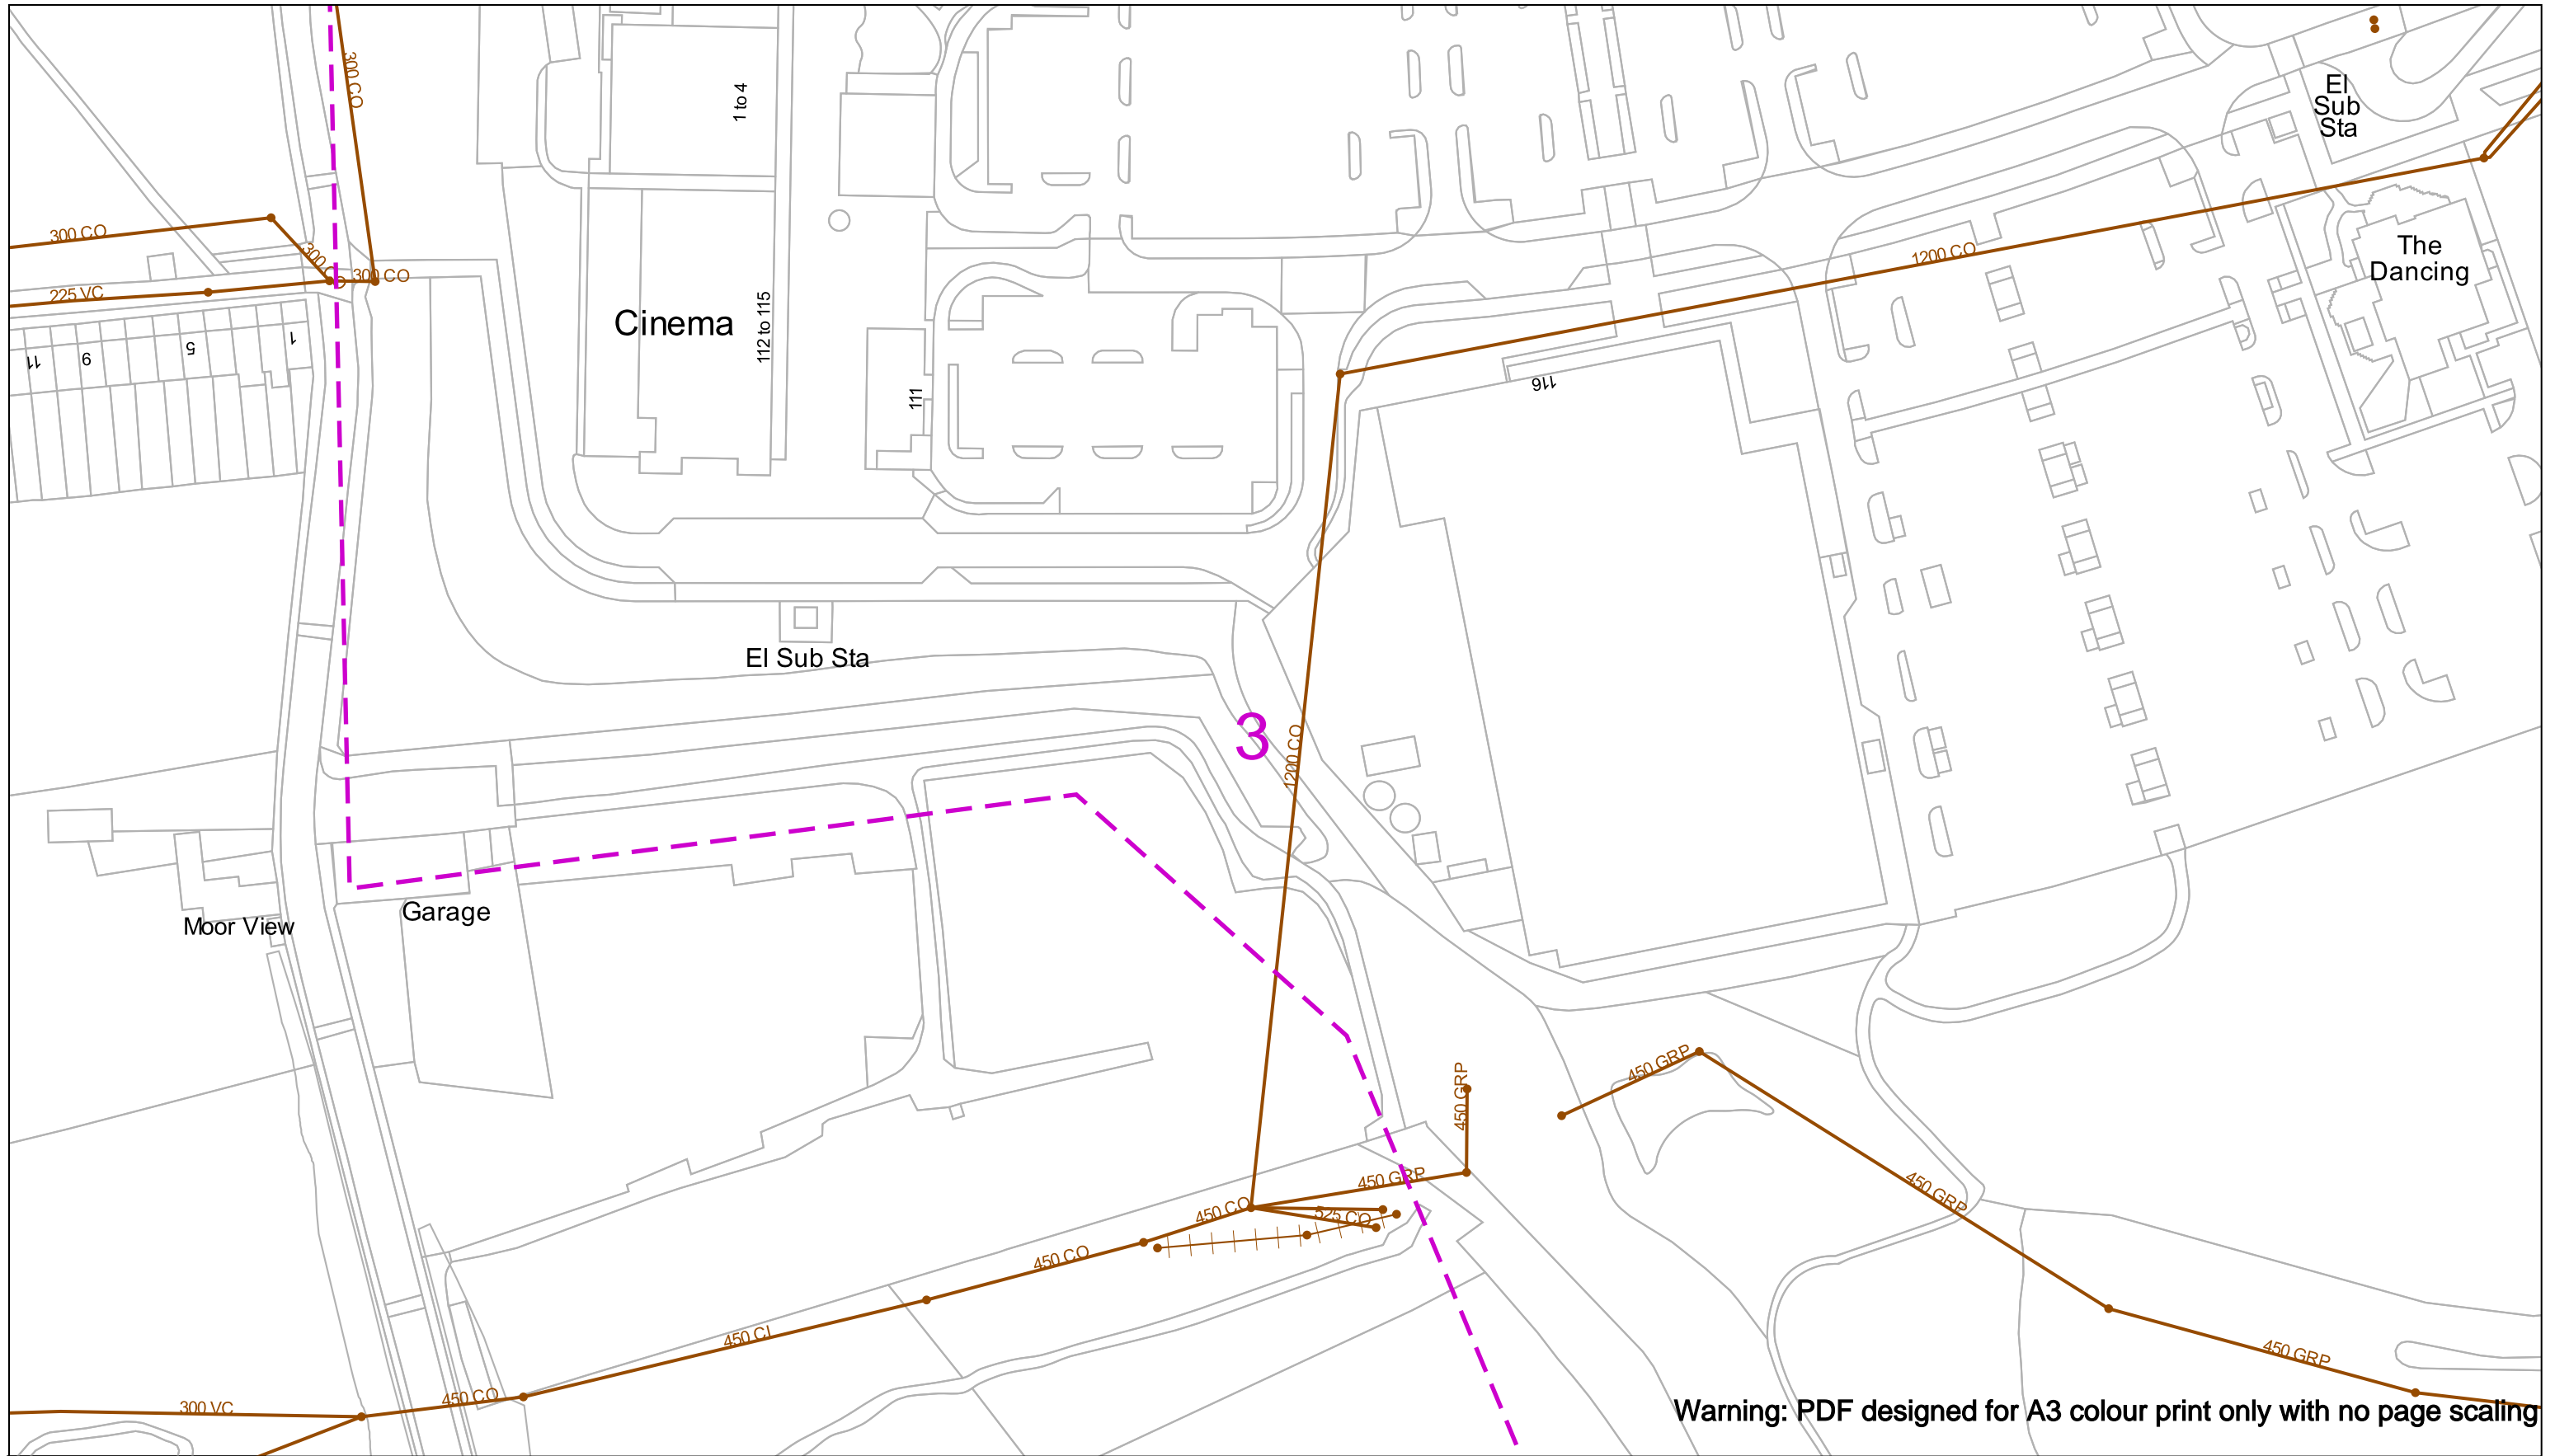 300 CO
1 to 4
El
Sub
Sta
300 CO
300 CO
300 CO
225 VC
1200 CO
The
Dancing
Cinema
112 to 115
11
9
5
1
111
116
El Sub Sta
3
1200 CO
Moor View
Garage
450 GRP
450 GRP
450 GRP
450 GRP
450 CO
525 CO
450 CO
450 CI
450 GRP
450 CO
300 VC
Warning: PDF designed for A3 colour print only with no page scaling